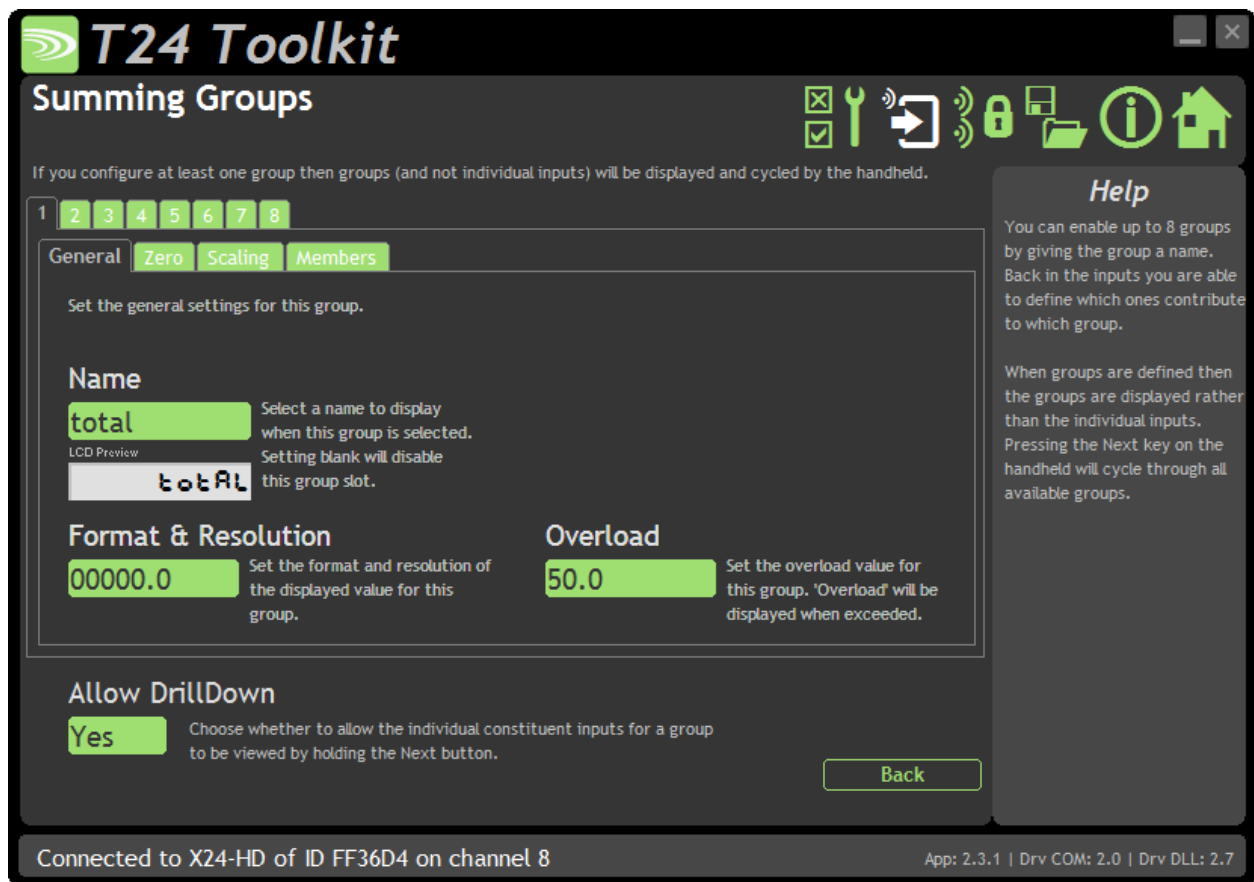 T24 Toolkit
Summing Groups
If you configure at least one group then groups (and not individual inputs) will be displayed and cycled by the handheld.
1 2 3 4 5 6 7 8
General Zero Scaling Members
Set the general settings for this group.
Name
total
Select a name to display
when this group is selected.
Setting blank will disable
this group slot.
LCD Preview
totAL
Format & Resolution
00000.0
Set the format and resolution of
the displayed value for this
group.
Overload
50.0
Set the overload value for
this group. 'Overload' will be
displayed when exceeded.
Allow DrillDown
Yes
Choose whether to allow the individual constituent inputs for a group
to be viewed by holding the Next button.
Back
Help
You can enable up to 8 groups
by giving the group a name.
Back in the inputs you are able
to define which ones contribute
to which group.
When groups are defined then
the groups are displayed rather
than the individual inputs.
Pressing the Next key on the
handheld will cycle through all
available groups.
Connected to X24-HD of ID FF36D4 on channel 8
App: 2.3.1 | Drv COM: 2.0 | Drv DLL: 2.7